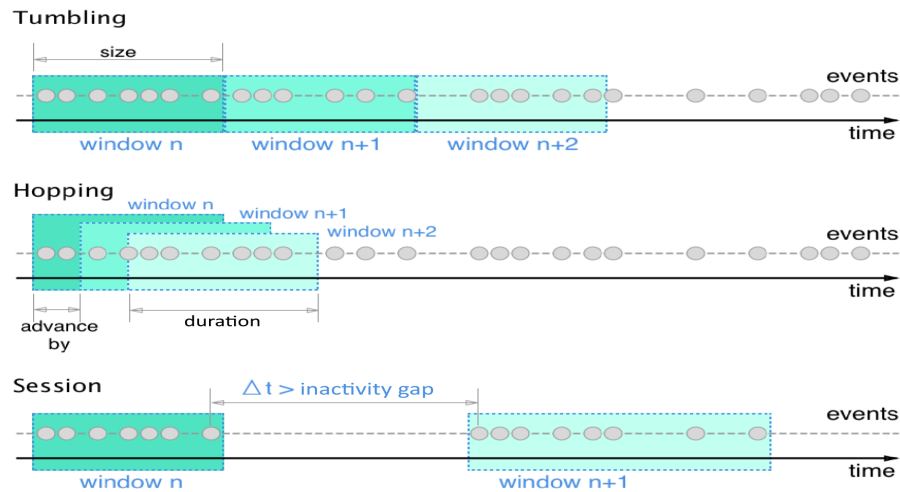 Tumbling
size
events
time
window n
window n+1
window n+2
Hopping
window n
window n+1
window n+2
events
time
advance
by
duration
Session
Δt > inactivity gap
events
time
window n
window n+1